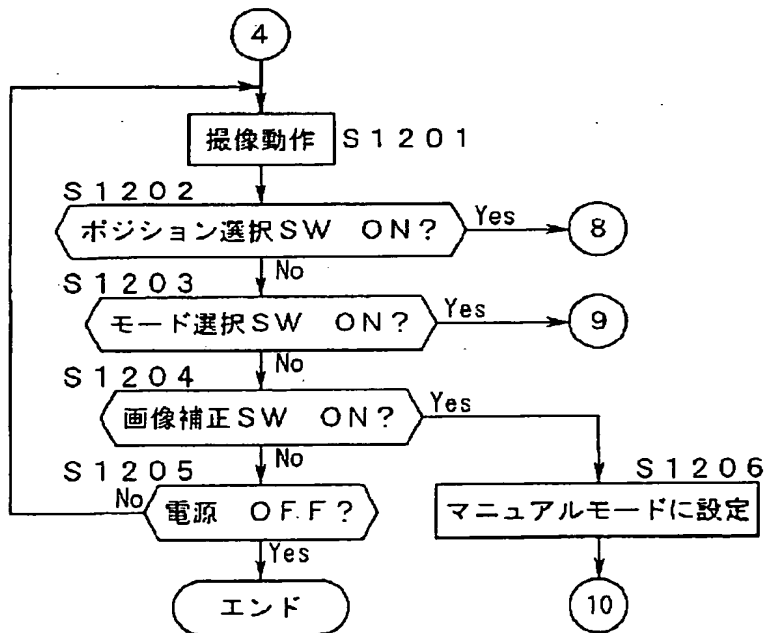 4
撮像動作 S1201
S1202
ポジション選択SW ON? Yes 8
No
S1203
モード選択SW ON? Yes 9
No
S1204
画像補正SW ON? Yes
No
S1205
S1206
No 電源 OFF? マニュアルモードに設定
Yes
エンド 10